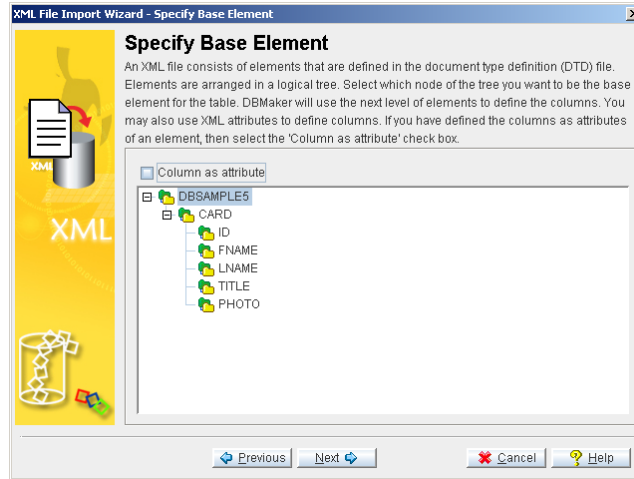 XML File Import Wizard - Specify Base Element
Specify Base Element
An XML file consists of elements that are defined in the document type definition (DTD) file.
Elements are arranged in a logical tree. Select which node of the tree you want to be the base
element for the table. DBMaker will use the next level of elements to define the columns. You
may also use XML attributes to define columns. If you have defined the columns as attributes
of an element, then select the 'Column as attribute' check box.
XML
XML
Column as attribute
DBSAMPLE5
CARD
ID
FNAME
LNAME
TITLE
PHOTO
Previous Next Cancel Help